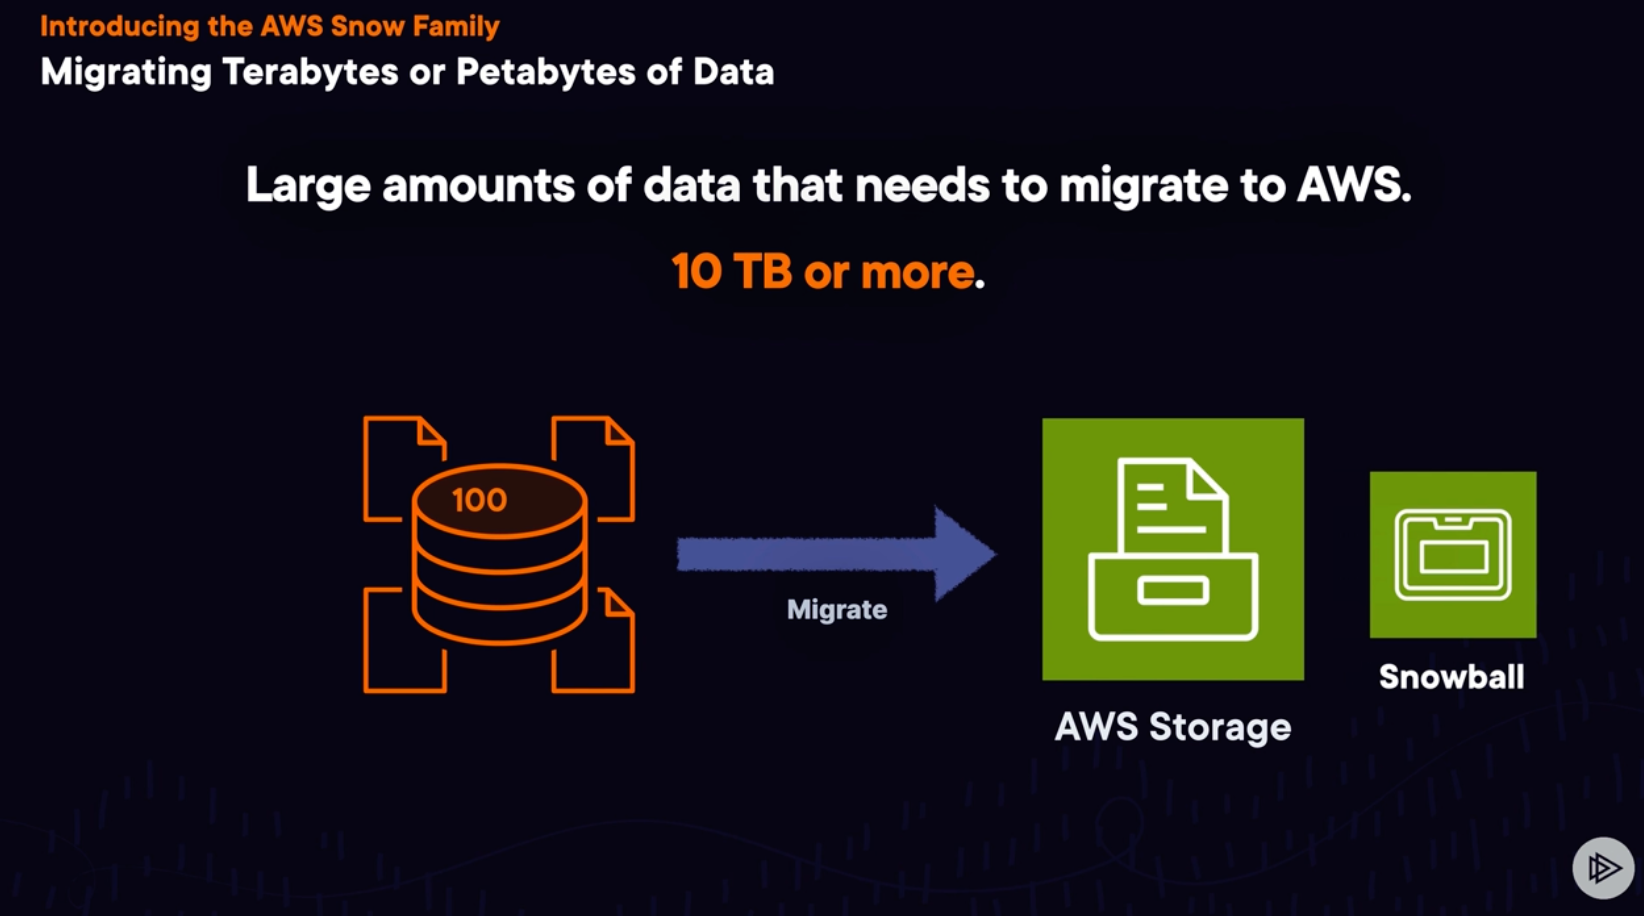 Introducing the AWS Snow Family
Migrating Terabytes or Petabytes of Data
Large amounts of data that needs to migrate to AWS.
10 TB or more.
100
Migrate
Snowball
AWS Storage